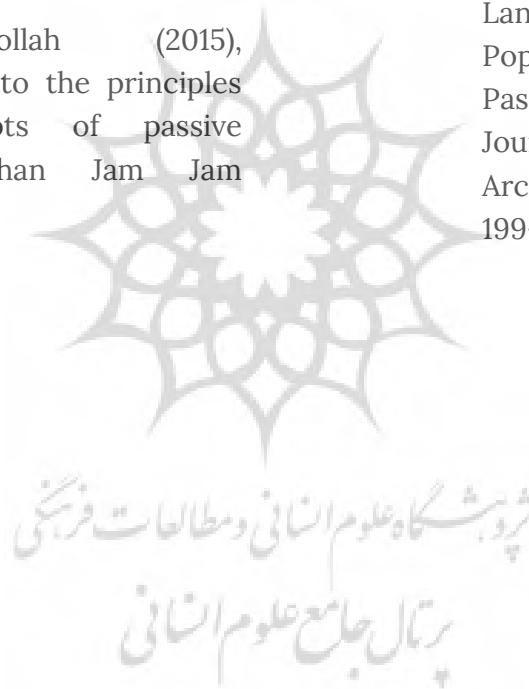 ollah (2015),
to the principles
ots of passive
han Jam Jam
Lan
Pop
Pas
Jour
Arc
199
پژوهشگاه علوم انسانی و مطالعات فرهنگی
پرتال جامع علوم انسانی